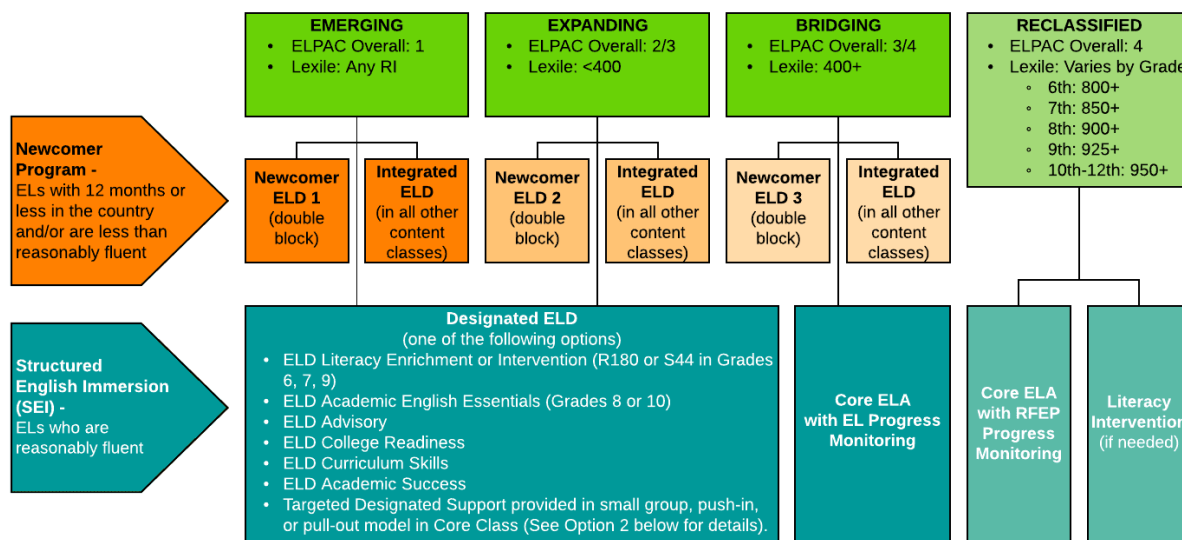 EMERGING
• ELPAC Overall: 1
• Lexile: Any RI
EXPANDING
• ELPAC Overall: 2/3
• Lexile: <400
BRIDGING
• ELPAC Overall: 3/4
• Lexile: 400+
RECLASSIFIED
• ELPAC Overall: 4
• Lexile: Varies by Grade
◦ 6th: 800+
◦ 7th: 850+
◦ 8th: 900+
◦ 9th: 925+
◦ 10th-12th: 950+
Newcomer
Program -
ELs with 12 months or
less in the country
and/or are less than
reasonably fluent
Newcomer
ELD 1
(double
block)
Integrated
ELD
(in all other
content
classes)
Newcomer
ELD 2
(double
block)
Integrated
ELD
(in all other
content
classes)
Newcomer
ELD 3
(double
block)
Integrated
ELD
(in all other
content
classes)
Structured
English Immersion
(SEI) -
ELs who are
reasonably fluent
Designated ELD
(one of the following options)
• ELD Literacy Enrichment or Intervention (R180 or S44 in Grades
6, 7, 9)
• ELD Academic English Essentials (Grades 8 or 10)
• ELD Advisory
• ELD College Readiness
• ELD Curriculum Skills
• ELD Academic Success
• Targeted Designated Support provided in small group, push-in,
or pull-out model in Core Class (See Option 2 below for details).
Core ELA
with EL Progress
Monitoring
Core ELA
with RFEP
Progress
Monitoring
Literacy
Intervention
(if needed)